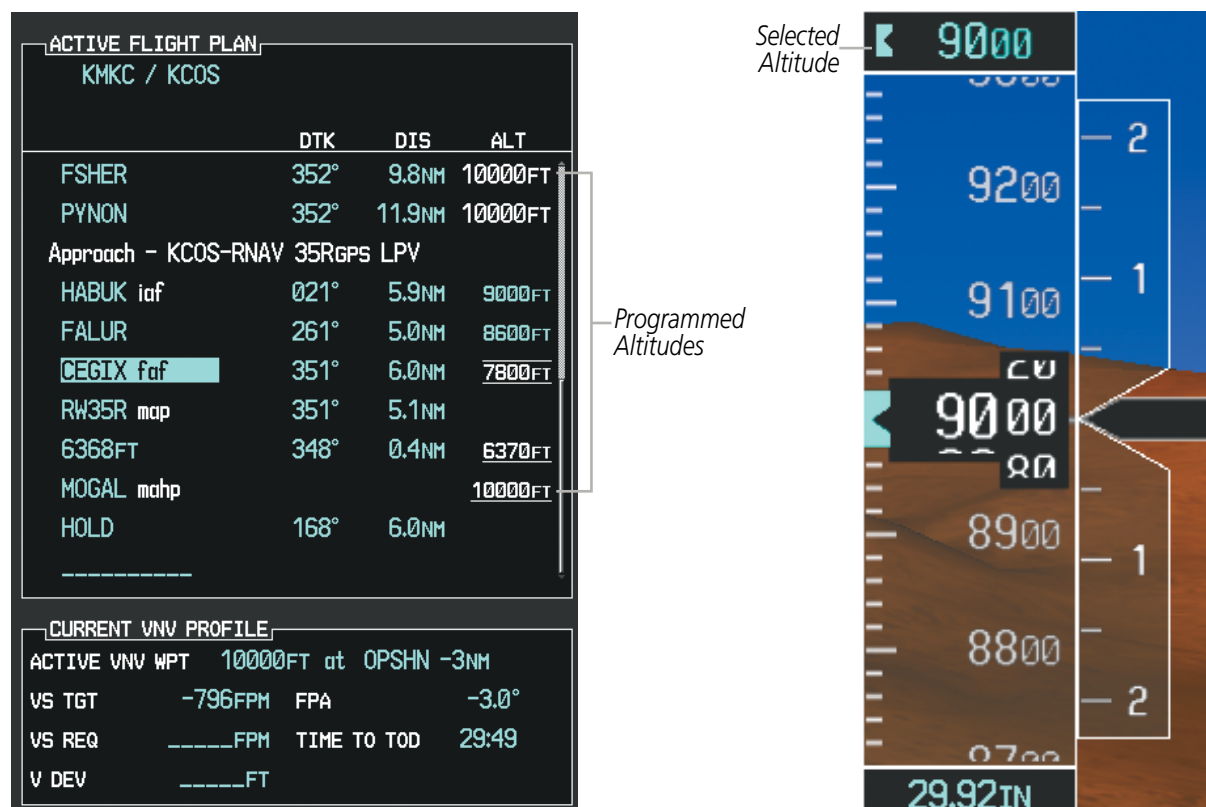 ACTIVE FLIGHT PLAN
KMKC / KCOS
DTK DIS ALT
FSHER 352° 9.8NM 10000FT
PYNON 352° 11.9NM 10000FT
Approach – KCOS-RNAV 35RGPS LPV
HABUK iaf 021° 5.9NM 9000FT
FALUR 261° 5.0NM 8600FT
CEGIX faf 351° 6.0NM 7800FT
RW35R map 351° 5.1NM
6368FT 348° 0.4NM 6370FT
MOGAL mahp 10000FT
HOLD 168° 6.0NM
__________
CURRENT VNV PROFILE
ACTIVE VNV WPT 10000FT at OPSHN -3NM
VS TGT -796FPM FPA -3.0°
VS REQ _____FPM TIME TO TOD 29:49
V DEV _____FT
Programmed
Altitudes
Selected
Altitude
9000
9200
9100
20
9000
80
8900
8800
2
1
1
2
29.92IN